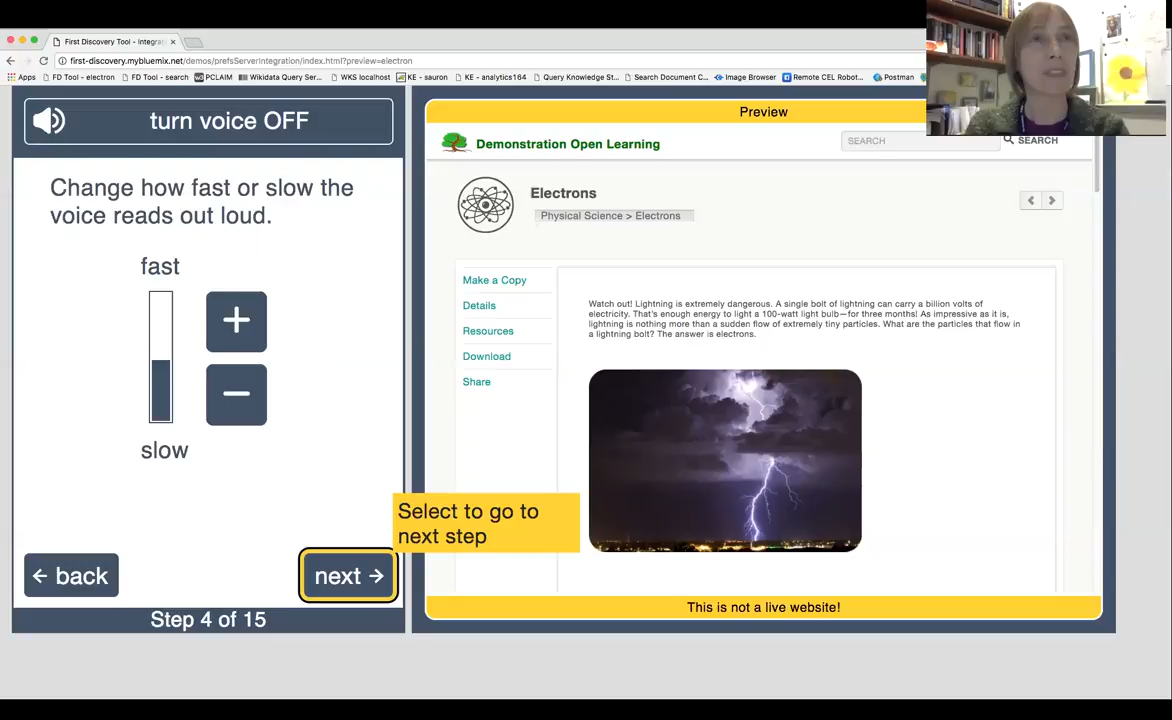 First Discovery Tool - Integra
first-discovery.mybluemix.net/demos/prefsServerIntegration/index.html?preview=electron
Apps FD Tool - electron FD Tool - search PCLAIM Wikidata Query Ser... WKS localhost KE - sauron KE - analytics164 Query Knowledge St... Search Document C... Image Browser Remote CEL Robot... Postman
turn voice OFF
Change how fast or slow the
voice reads out loud.
fast
+
−
slow
← back
next →
Select to go to
next step
Step 4 of 15
Preview
Demonstration Open Learning
SEARCH
SEARCH
Electrons
Physical Science > Electrons
Make a Copy
Details
Resources
Download
Share
Watch out! Lightning is extremely dangerous. A single bolt of lightning can carry a billion volts of
electricity. That's enough energy to light a 100-watt light bulb—for three months! As impressive as it is,
lightning is nothing more than a sudden flow of extremely tiny particles. What are the particles that flow in
a lightning bolt? The answer is electrons.
This is not a live website!